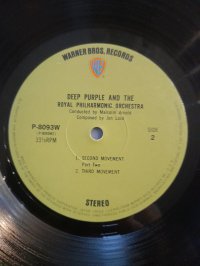 WARNER BROS. RECORDS
DEEP PURPLE AND THE
ROYAL PHILHARMONIC ORCHESTRA
Conducted by Malcolm Arnold
Composed by Jon Lord
P-8093W
33⅓RPM
SIDE
2
1. SECOND MOVEMENT
Part Two
2. THIRD MOVEMENT
STEREO